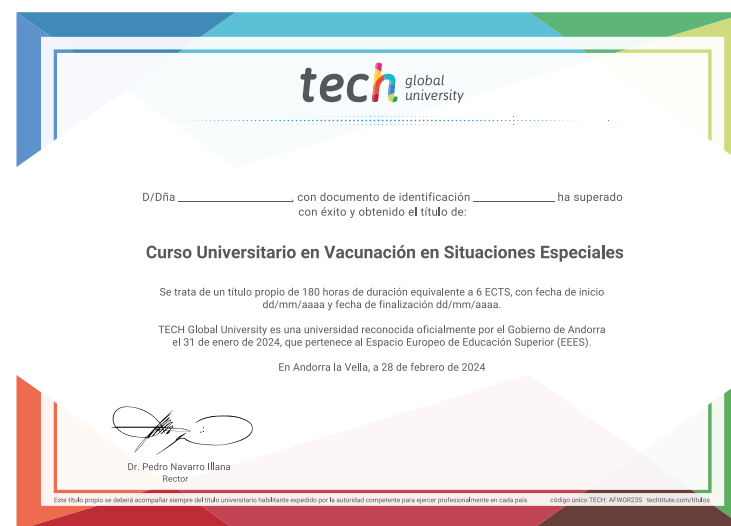 tech global
university
D/Dña ____________, con documento de identificación ____________ ha superado
con éxito y obtenido el título de:
Curso Universitario en Vacunación en Situaciones Especiales
Se trata de un título propio de 180 horas de duración equivalente a 6 ECTS, con fecha de inicio
dd/mm/aaaa y fecha de finalización dd/mm/aaaa.
TECH Global University es una universidad reconocida oficialmente por el Gobierno de Andorra
el 31 de enero de 2024, que pertenece al Espacio Europeo de Educación Superior (EEES).
En Andorra la Vella, a 28 de febrero de 2024
Dr. Pedro Navarro Illana
Rector
Este título propio se deberá acompañar siempre del título universitario habilitante expedido por la autoridad competente para ejercer profesionalmente en cada país. código único TECH: AFWOR23S techtitute.com/titulos